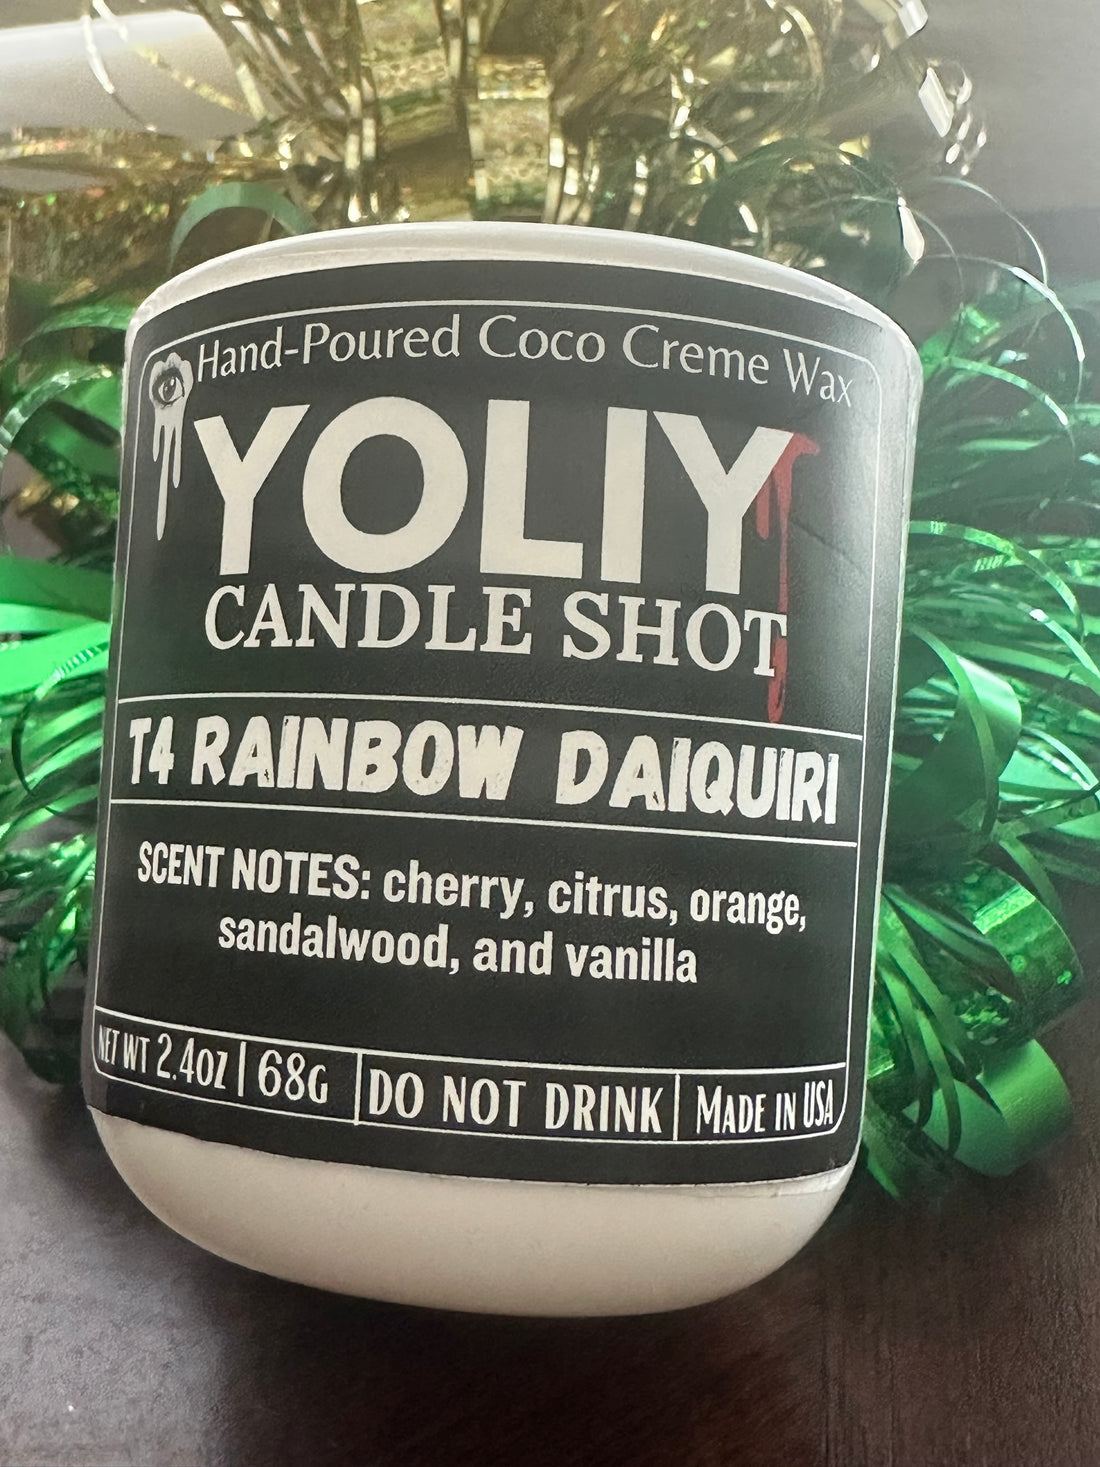 Hand-Poured Coco Creme Wax
YOLIY
CANDLE SHOT
T4 RAINBOW DAIQUIRI
SCENT NOTES: cherry, citrus, orange,
sandalwood, and vanilla
NET WT 2.4oz | 68G | DO NOT DRINK | MADE IN USA